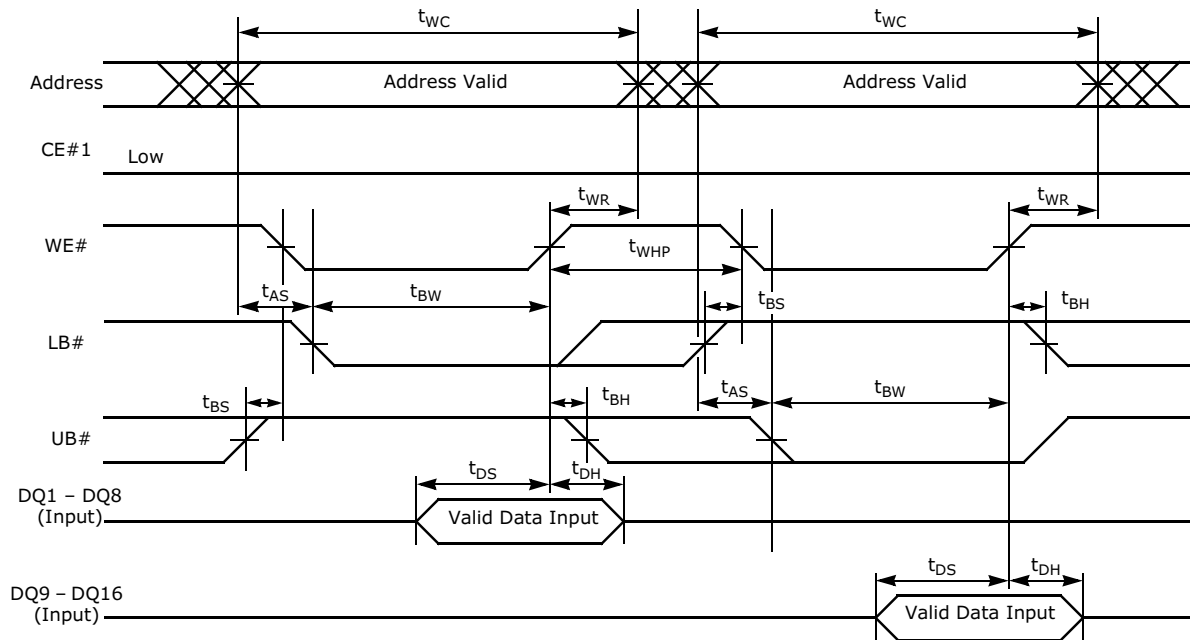 tWC
tWC
Address
Address Valid
Address Valid
CE#1
Low
tWR
tWR
WE#
tWHP
tAS
tBW
tBS
tBH
LB#
tBS
tBH
tAS
tBW
UB#
tDS
tDH
DQ1 – DQ8
(Input)
Valid Data Input
tDS
tDH
DQ9 – DQ16
(Input)
Valid Data Input